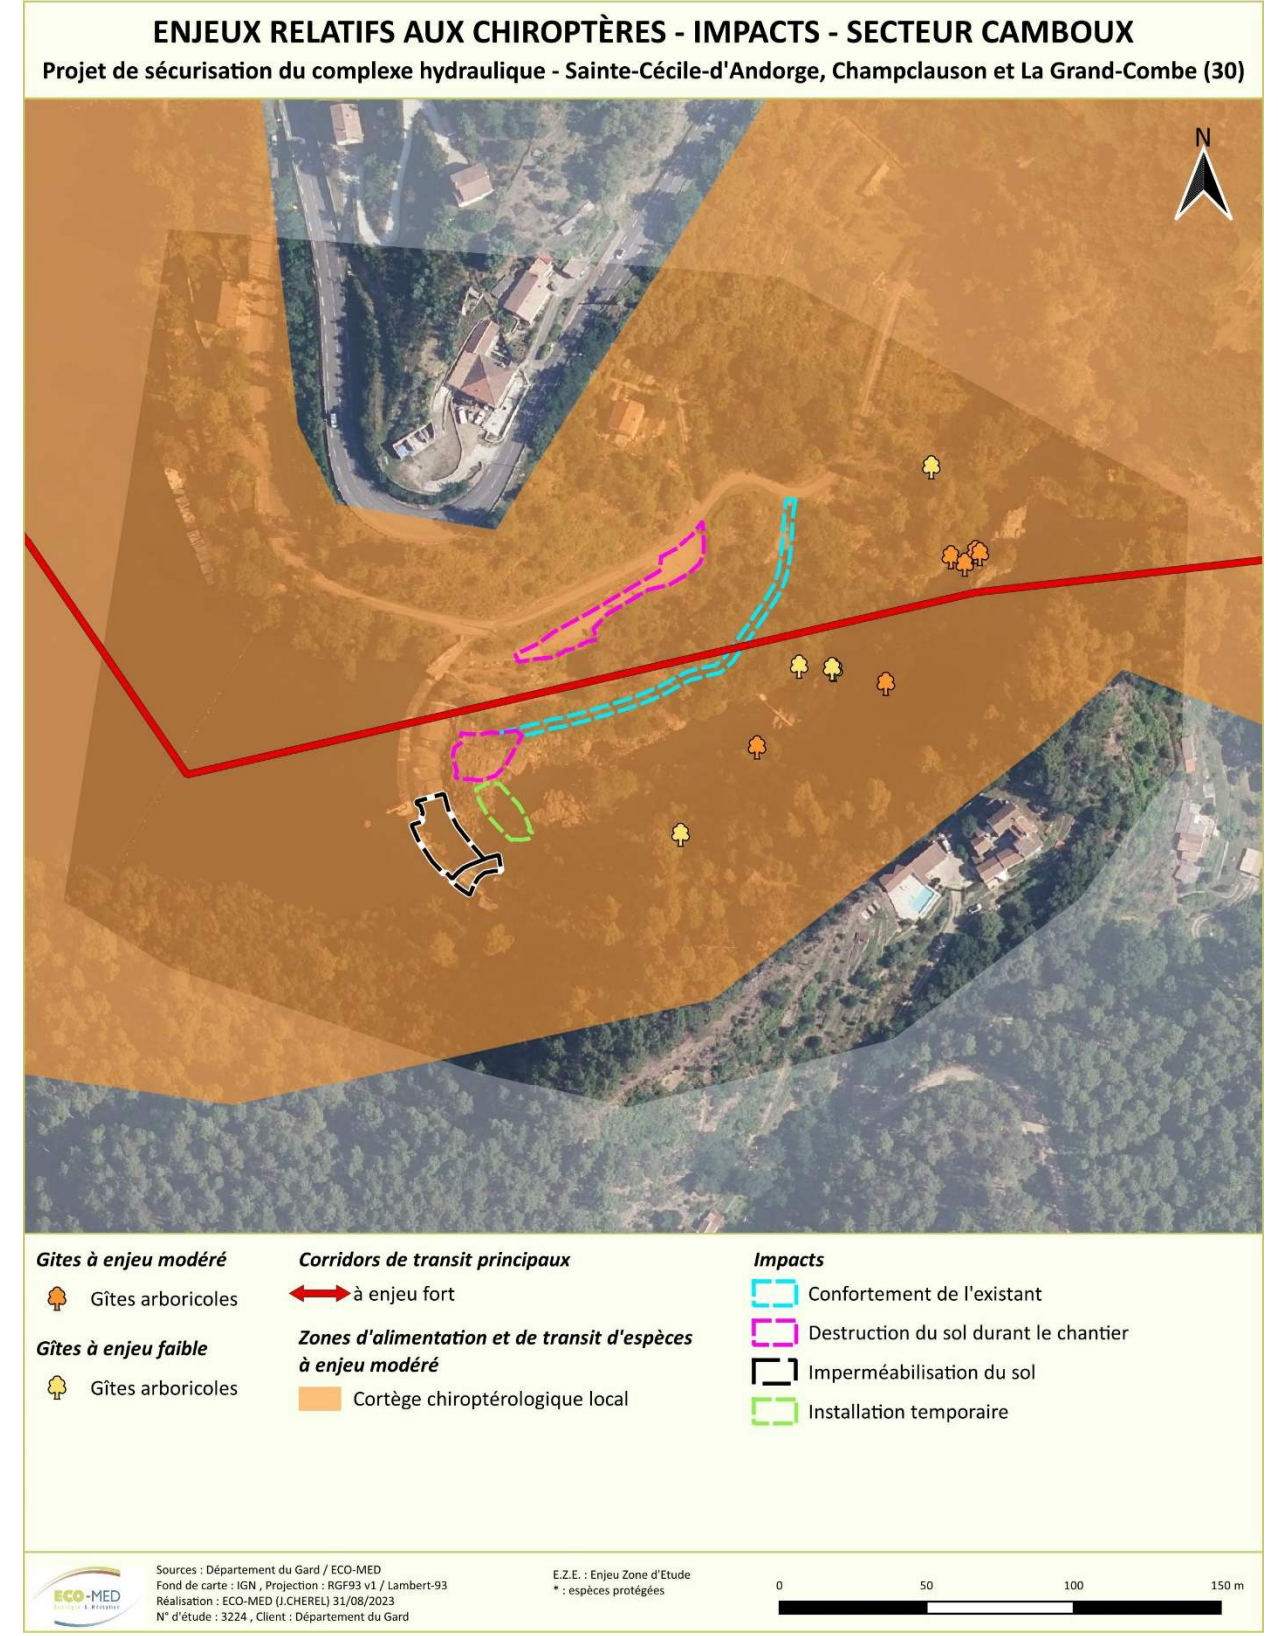 ENJEUX RELATIFS AUX CHIROPTÈRES - IMPACTS - SECTEUR CAMBOUX
Projet de sécurisation du complexe hydraulique - Sainte-Cécile-d'Andorge, Champclauson et La Grand-Combe (30)
N
Gites à enjeu modéré
Gîtes arboricoles
Gîtes à enjeu faible
Gîtes arboricoles
Corridors de transit principaux
à enjeu fort
Zones d'alimentation et de transit d'espèces
à enjeu modéré
Cortège chiroptérologique local
Impacts
Confortement de l'existant
Destruction du sol durant le chantier
Imperméabilisation du sol
Installation temporaire
ECO-MED
Sources : Département du Gard / ECO-MED
Fond de carte : IGN , Projection : RGF93 v1 / Lambert-93
Réalisation : ECO-MED (J.CHEREL) 31/08/2023
N° d'étude : 3224 , Client : Département du Gard
E.Z.E. : Enjeu Zone d'Etude
* : espèces protégées
0 50 100 150 m